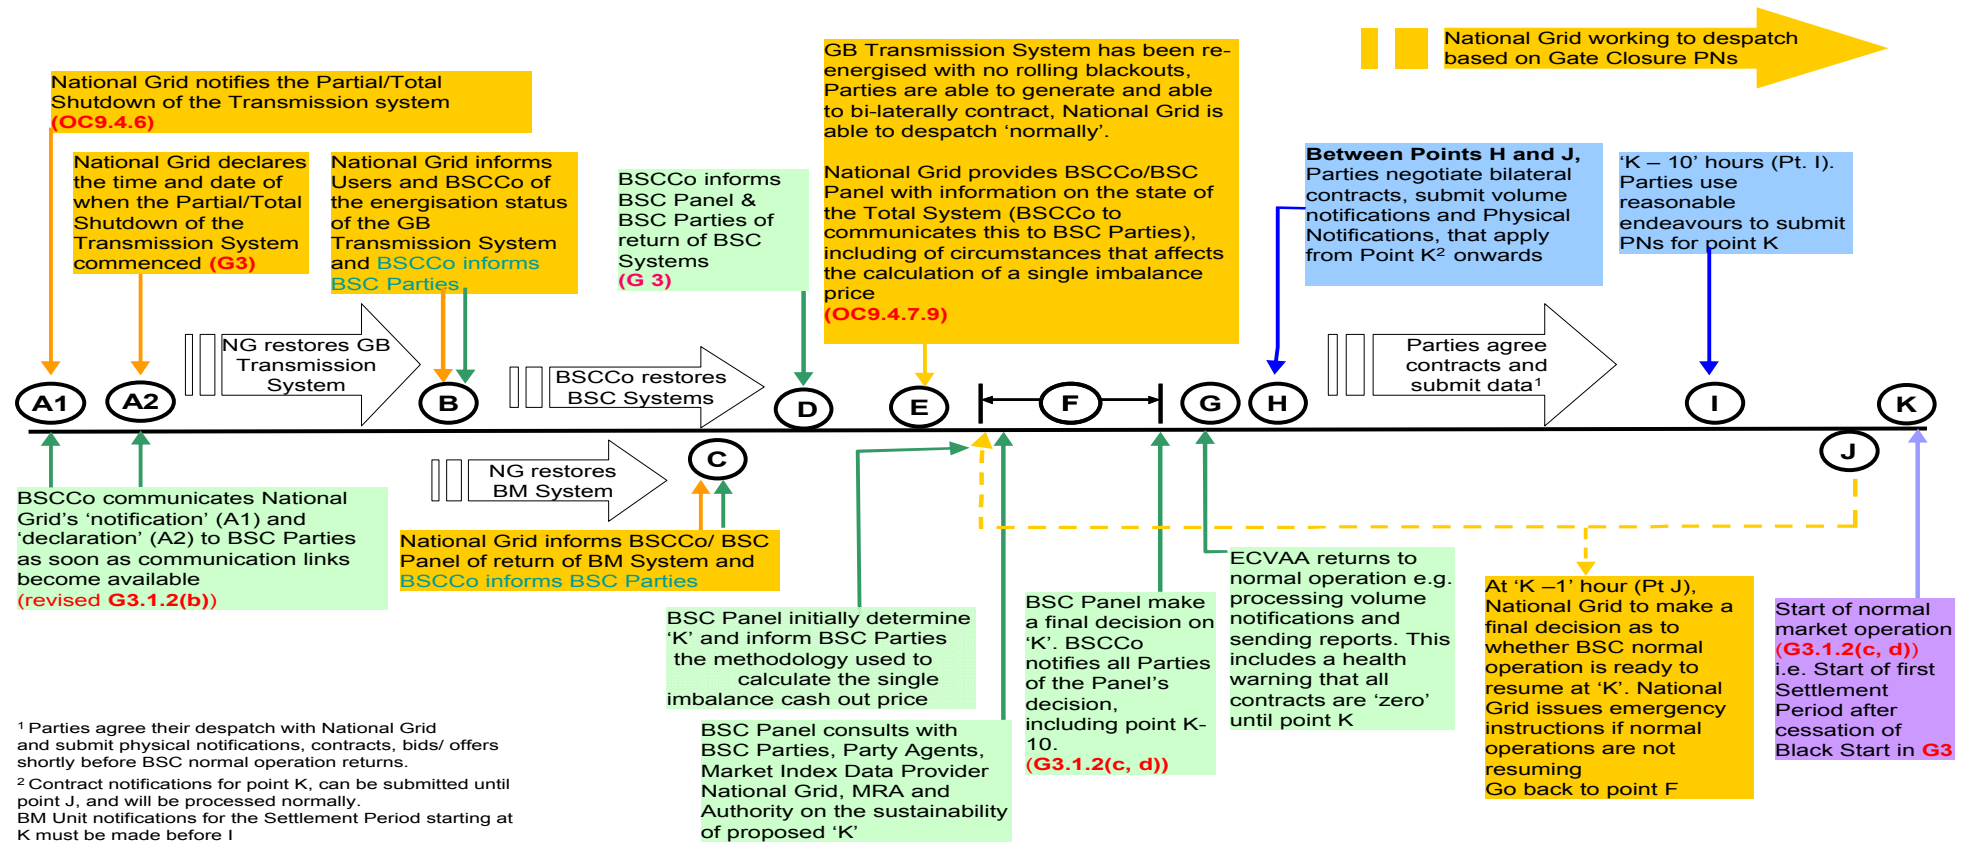 National Grid working to despatch
based on Gate Closure PNs
National Grid notifies the Partial/Total
Shutdown of the Transmission system
(OC9.4.6)
National Grid declares
the time and date of
when the Partial/Total
Shutdown of the
Transmission System
commenced (G3)
National Grid informs
Users and BSCCo of
the energisation status
of the GB
Transmission System
and BSCCo informs
BSC Parties
BSCCo informs
BSC Panel &
BSC Parties of
return of BSC
Systems
(G 3)
GB Transmission System has been re-
energised with no rolling blackouts,
Parties are able to generate and able
to bi-laterally contract, National Grid is
able to despatch ‘normally’.
National Grid provides BSCCo/BSC
Panel with information on the state of
the Total System (BSCCo to
communicates this to BSC Parties),
including of circumstances that affects
the calculation of a single imbalance
price
(OC9.4.7.9)
Between Points H and J,
Parties negotiate bilateral
contracts, submit volume
notifications and Physical
Notifications, that apply
from Point K² onwards
‘K – 10’ hours (Pt. I).
Parties use
reasonable
endeavours to submit
PNs for point K
NG restores GB
Transmission
System
BSCCo restores
BSC Systems
Parties agree
contracts and
submit data¹
A1
A2
B
D
E
F
G
H
I
K
NG restores
BM System
C
J
BSCCo communicates National
Grid’s ‘notification’ (A1) and
‘declaration’ (A2) to BSC Parties
as soon as communication links
become available
(revised G3.1.2(b))
National Grid informs BSCCo/ BSC
Panel of return of BM System and
BSCCo informs BSC Parties
BSC Panel initially determine
‘K’ and inform BSC Parties
the methodology used to
calculate the single
imbalance cash out price
BSC Panel consults with
BSC Parties, Party Agents,
Market Index Data Provider
National Grid, MRA and
Authority on the sustainability
of proposed ‘K’
BSC Panel make
a final decision on
‘K’. BSCCo
notifies all Parties
of the Panel’s
decision,
including point K-
10.
(G3.1.2(c, d))
ECVAA returns to
normal operation e.g.
processing volume
notifications and
sending reports. This
includes a health
warning that all
contracts are ‘zero’
until point K
At ‘K –1’ hour (Pt J),
National Grid to make a
final decision as to
whether BSC normal
operation is ready to
resume at ‘K’. National
Grid issues emergency
instructions if normal
operations are not
resuming
Go back to point F
Start of normal
market operation
(G3.1.2(c, d))
i.e. Start of first
Settlement
Period after
cessation of
Black Start in G3
¹ Parties agree their despatch with National Grid
and submit physical notifications, contracts, bids/ offers
shortly before BSC normal operation returns.
² Contract notifications for point K, can be submitted until
point J, and will be processed normally.
BM Unit notifications for the Settlement Period starting at
K must be made before I